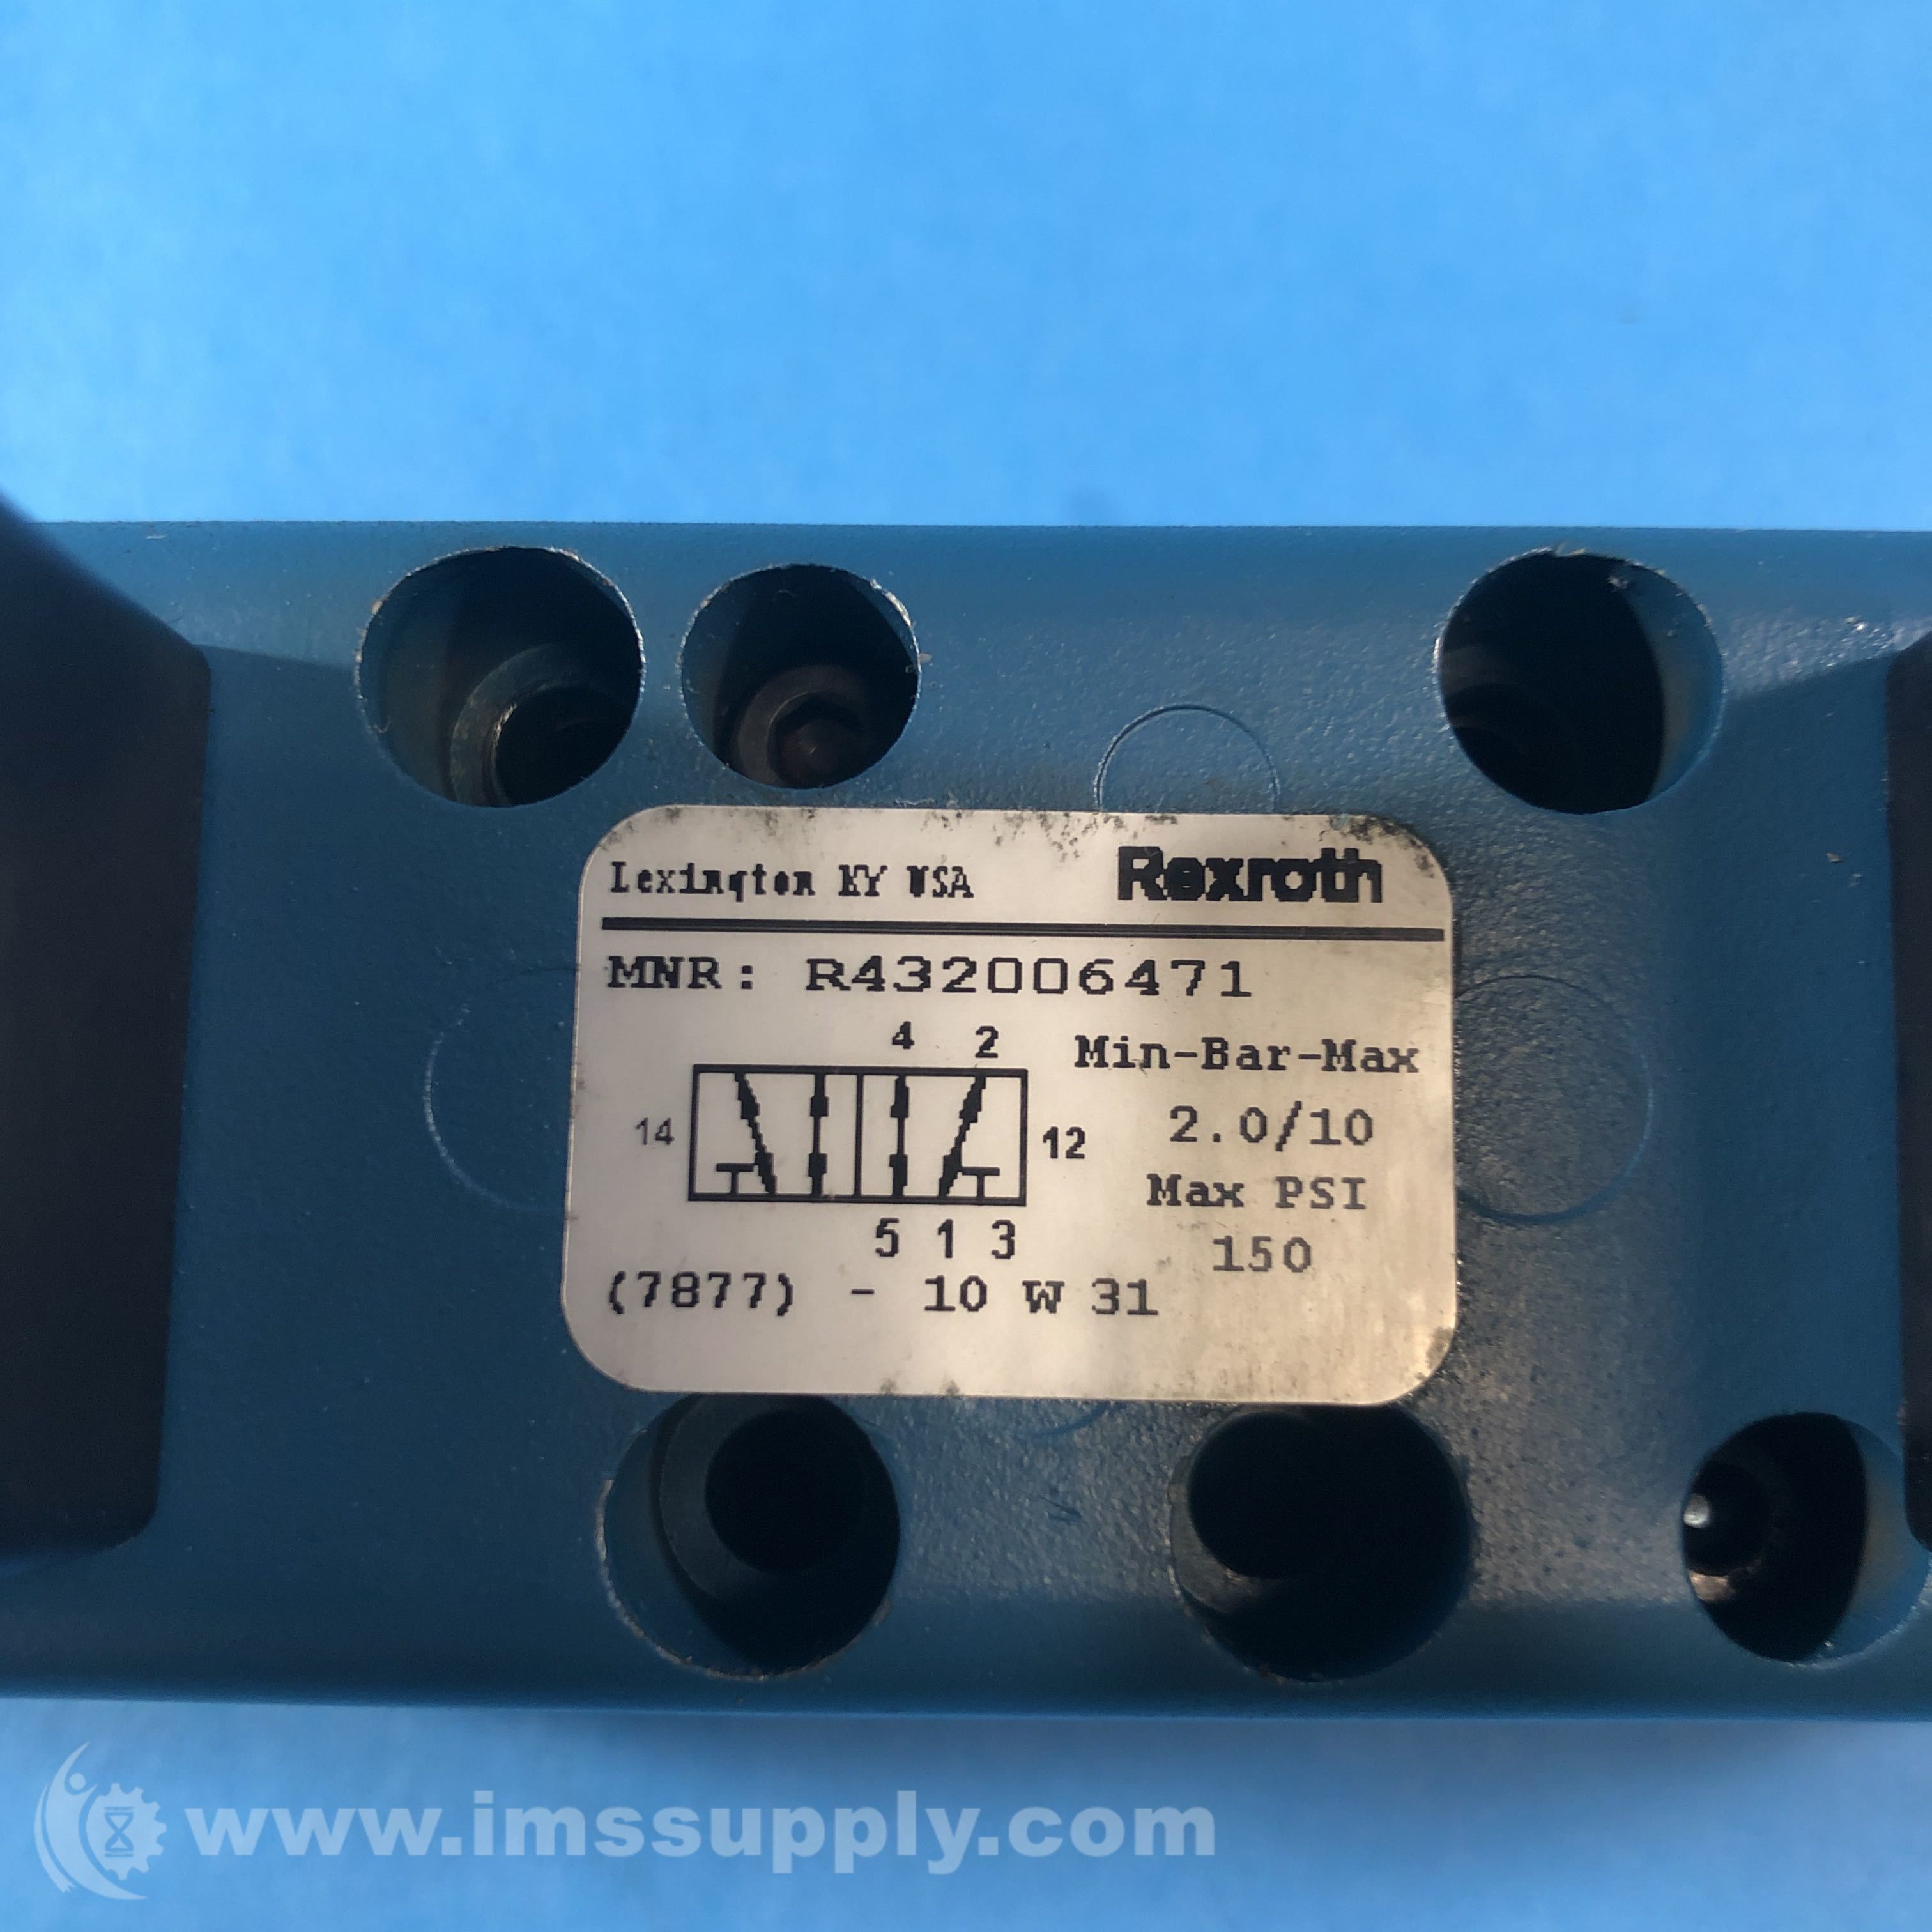 Lexington KY USA Rexroth
MNR: R432006471
4 2
Min-Bar-Max
14
12
2.0/10
Max PSI
5 1 3
150
(7877) - 10 W 31
www.imssupply.com